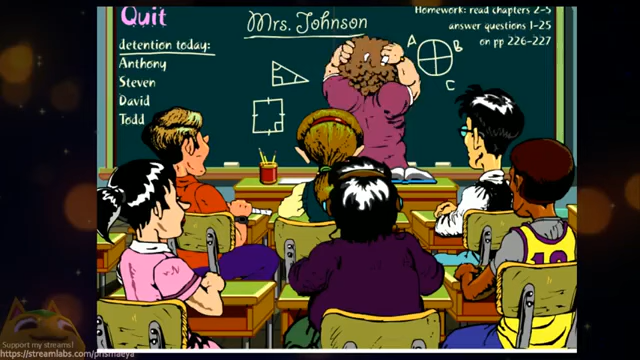 Quit
Mrs. Johnson
Homework: read chapters 2-5
answer questions 1-25
on pp 226-227
detention today:
Anthony
Steven
David
Todd
A
B
C
Support my streams!
https://streamlabs.com/prismaeya